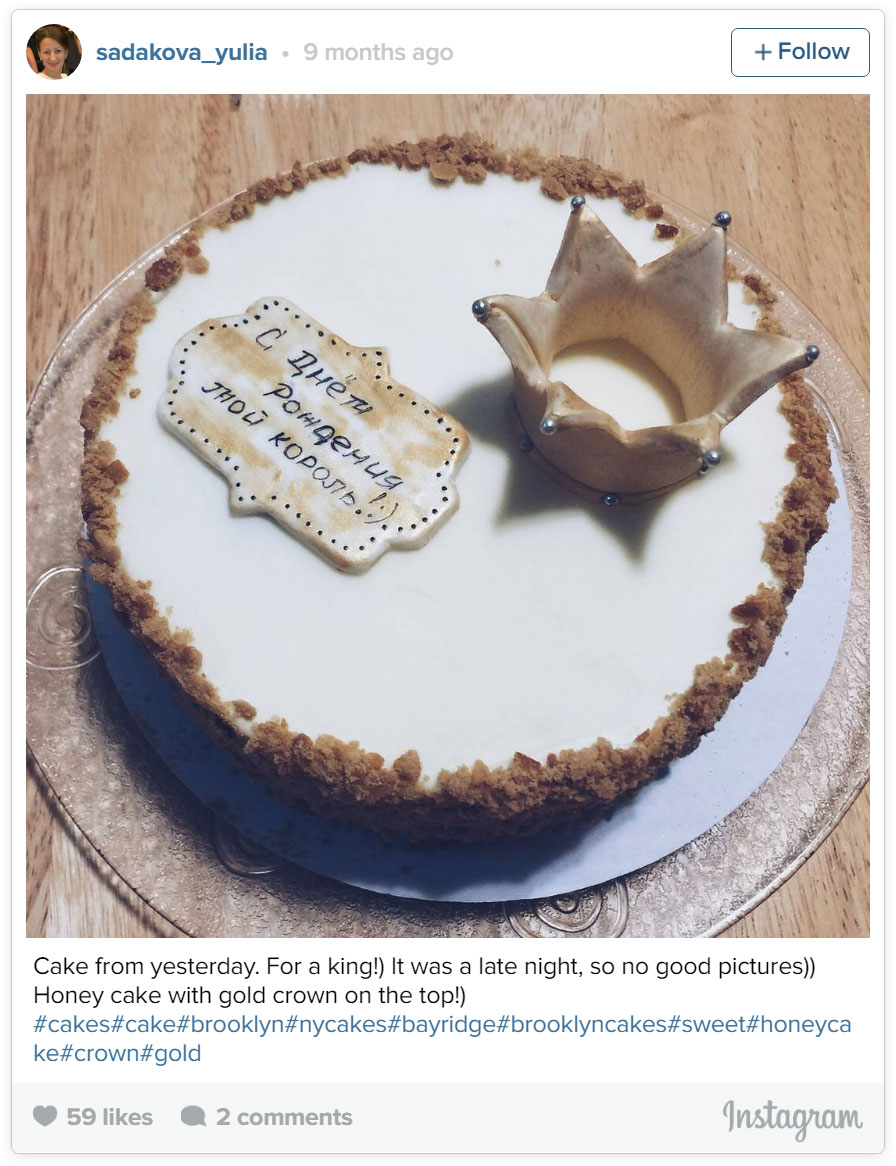 sadakova_yulia • 9 months ago
+ Follow
С Днём
рождения
мой король!:)
Cake from yesterday. For a king!) It was a late night, so no good pictures))
Honey cake with gold crown on the top!)
#cakes#cake#brooklyn#nycakes#bayridge#brooklyncakes#sweet#honeyca
ke#crown#gold
59 likes 2 comments
Instagram